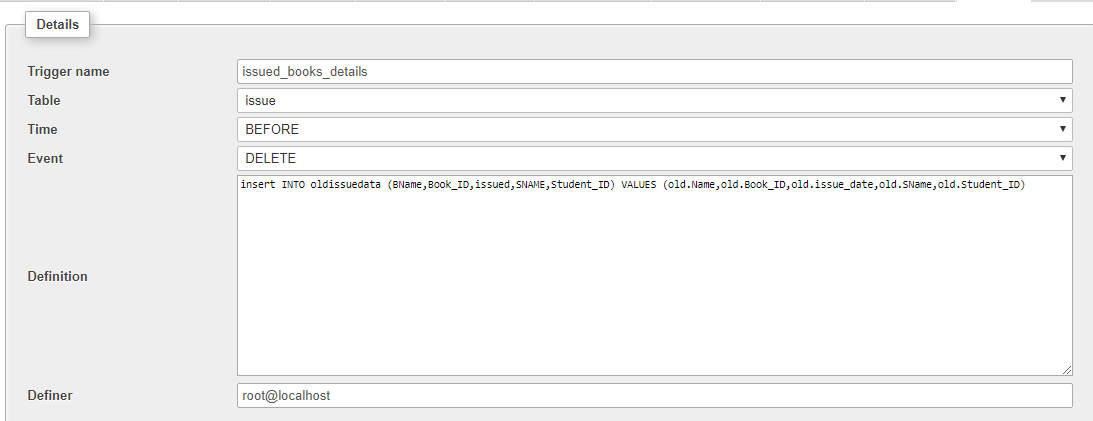 Details
Trigger name issued_books_details
Table issue
Time BEFORE
Event DELETE
insert INTO oldissuedata (BName,Book_ID,issued,SNAME,Student_ID) VALUES (old.Name,old.Book_ID,old.issue_date,old.SName,old.Student_ID)
Definition
Definer root@localhost